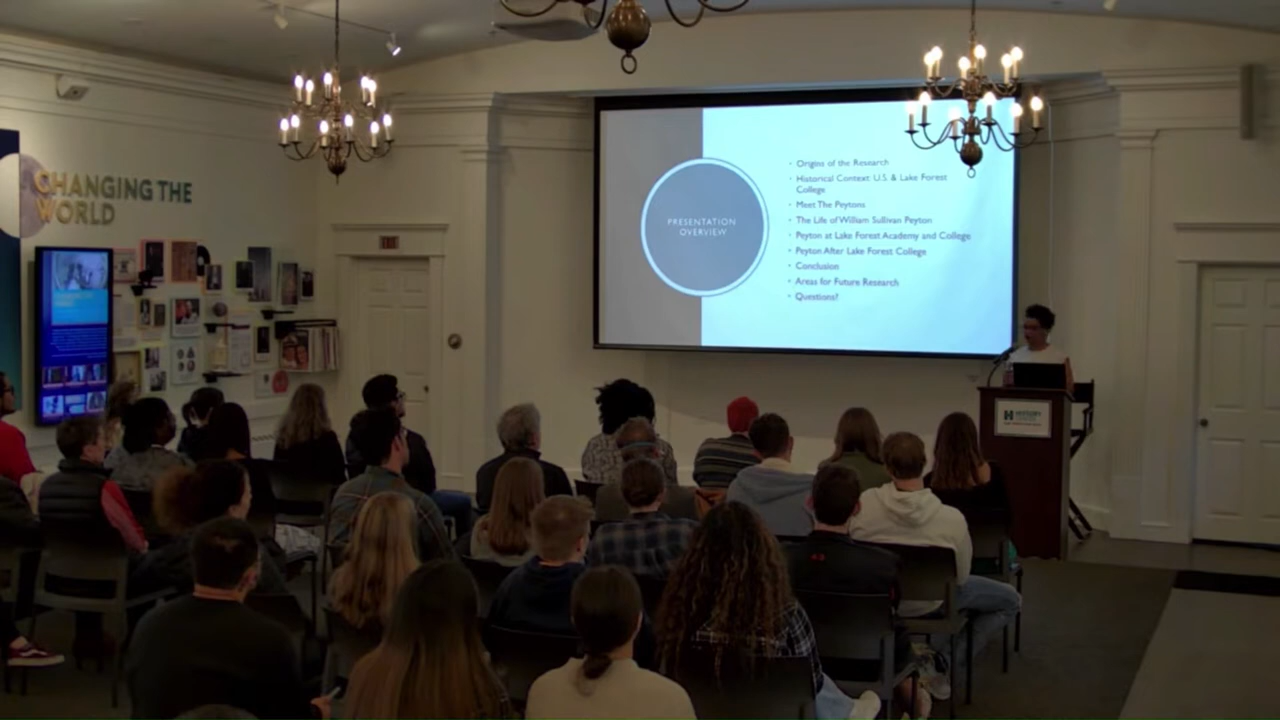 CHANGING THE
WORLD
EXIT
PRESENTATION
OVERVIEW
• Origins of the Research
• Historical Context: U.S. & Lake Forest
College
• Meet The Peytons
• The Life of William Sullivan Peyton
• Peyton at Lake Forest Academy and College
• Peyton After Lake Forest College
• Conclusion
• Areas for Future Research
• Questions?
H HISTORY